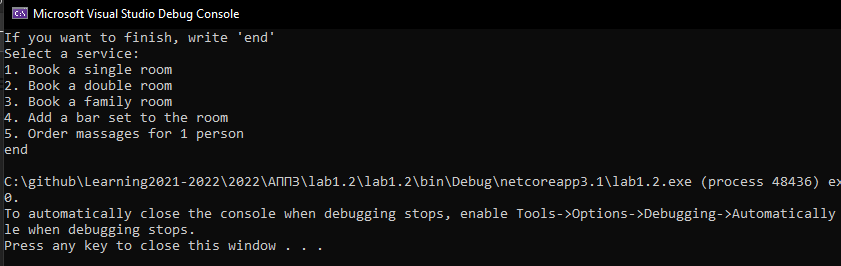 Microsoft Visual Studio Debug Console
If you want to finish, write 'end'
Select a service:
1. Book a single room
2. Book a double room
3. Book a family room
4. Add a bar set to the room
5. Order massages for 1 person
end
C:\github\Learning2021-2022\2022\АППЗ\lab1.2\lab1.2\bin\Debug\netcoreapp3.1\lab1.2.exe (process 48436) ex
0.
To automatically close the console when debugging stops, enable Tools->Options->Debugging->Automatically
le when debugging stops.
Press any key to close this window . . .